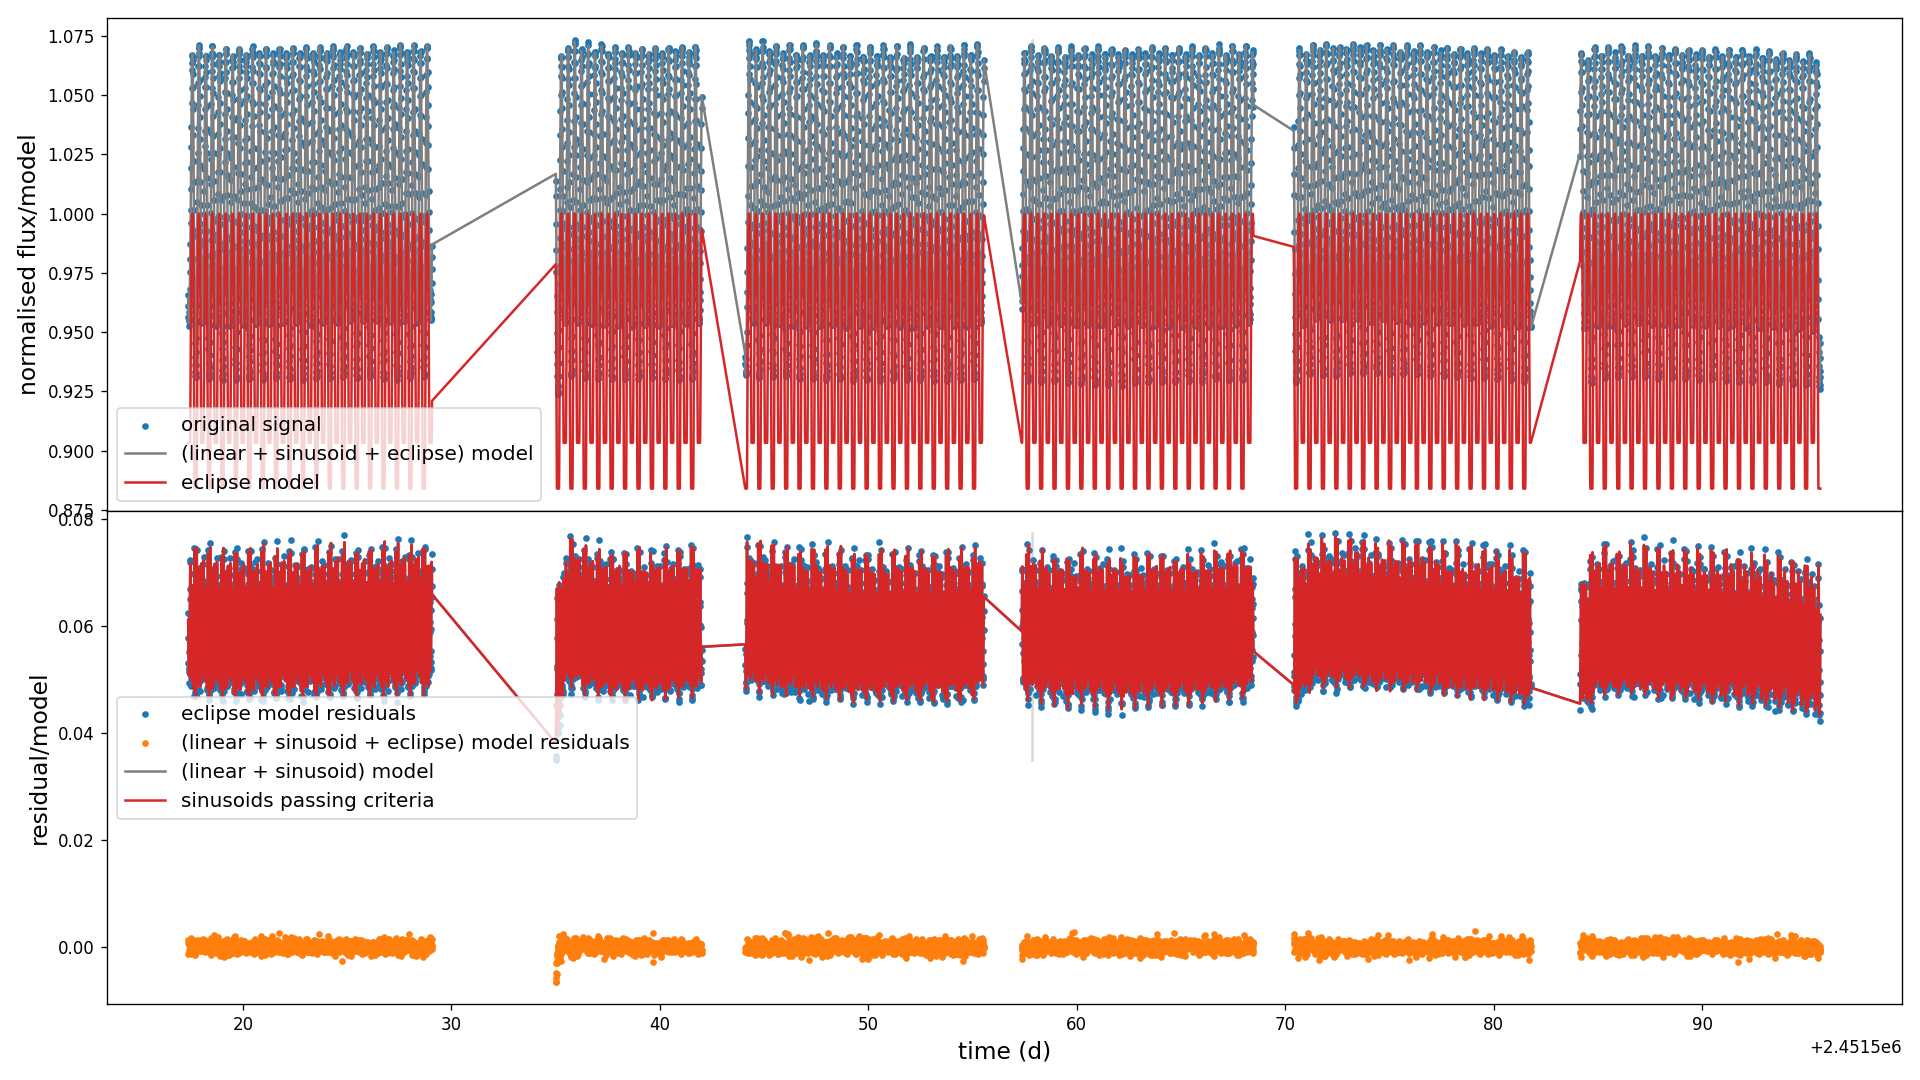 1.075
1.050
1.025
1.000
0.975
0.950
0.925
0.900
0.875
normalised flux/model
original signal
(linear + sinusoid + eclipse) model
eclipse model
0.08
0.06
0.04
0.02
0.00
residual/model
eclipse model residuals
(linear + sinusoid + eclipse) model residuals
(linear + sinusoid) model
sinusoids passing criteria
20 30 40 50 60 70 80 90
time (d)
+2.4515e6